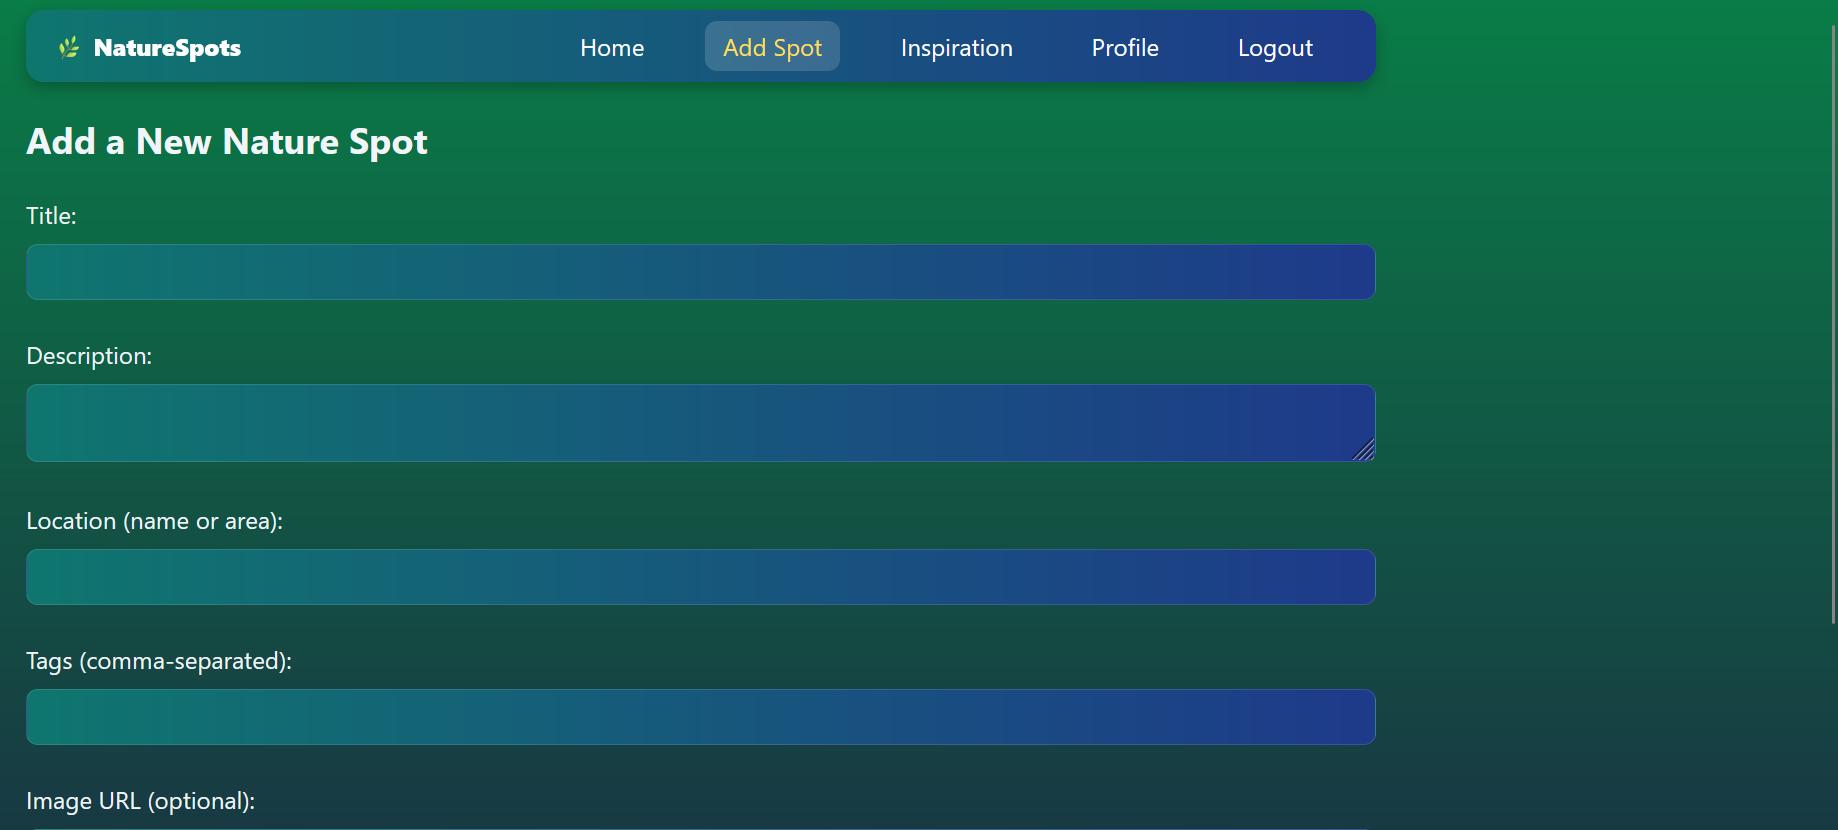 NatureSpots Home Add Spot Inspiration Profile Logout
Add a New Nature Spot
Title:
Description:
Location (name or area):
Tags (comma-separated):
Image URL (optional):